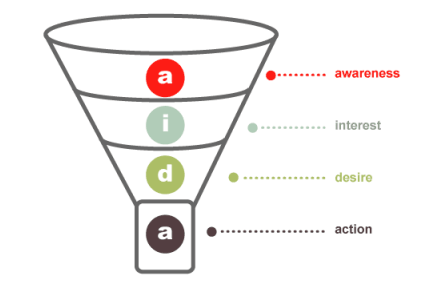 a awareness
i interest
d desire
a action